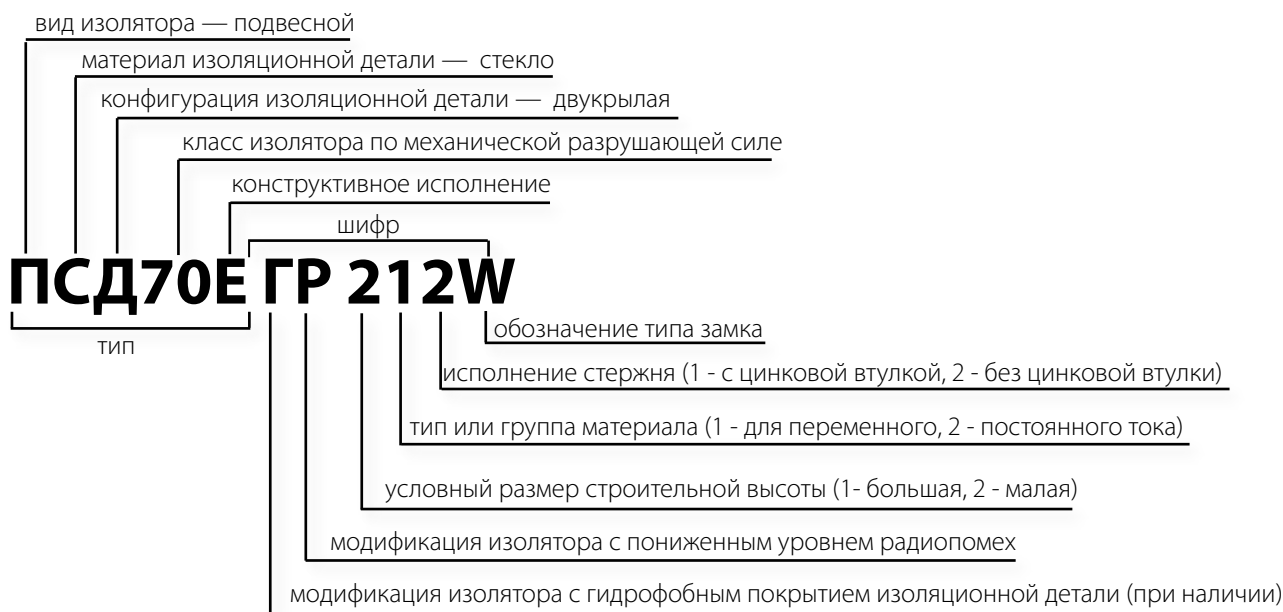 вид изолятора — подвесной
материал изоляционной детали — стекло
конфигурация изоляционной детали — двукрылая
класс изолятора по механической разрушающей силе
конструктивное исполнение
шифр
ПСД70Е ГР 212W
тип
обозначение типа замка
исполнение стержня (1 - с цинковой втулкой, 2 - без цинковой втулки)
тип или группа материала (1 - для переменного, 2 - постоянного тока)
условный размер строительной высоты (1- большая, 2 - малая)
модификация изолятора с пониженным уровнем радиопомех
модификация изолятора с гидрофобным покрытием изоляционной детали (при наличии)